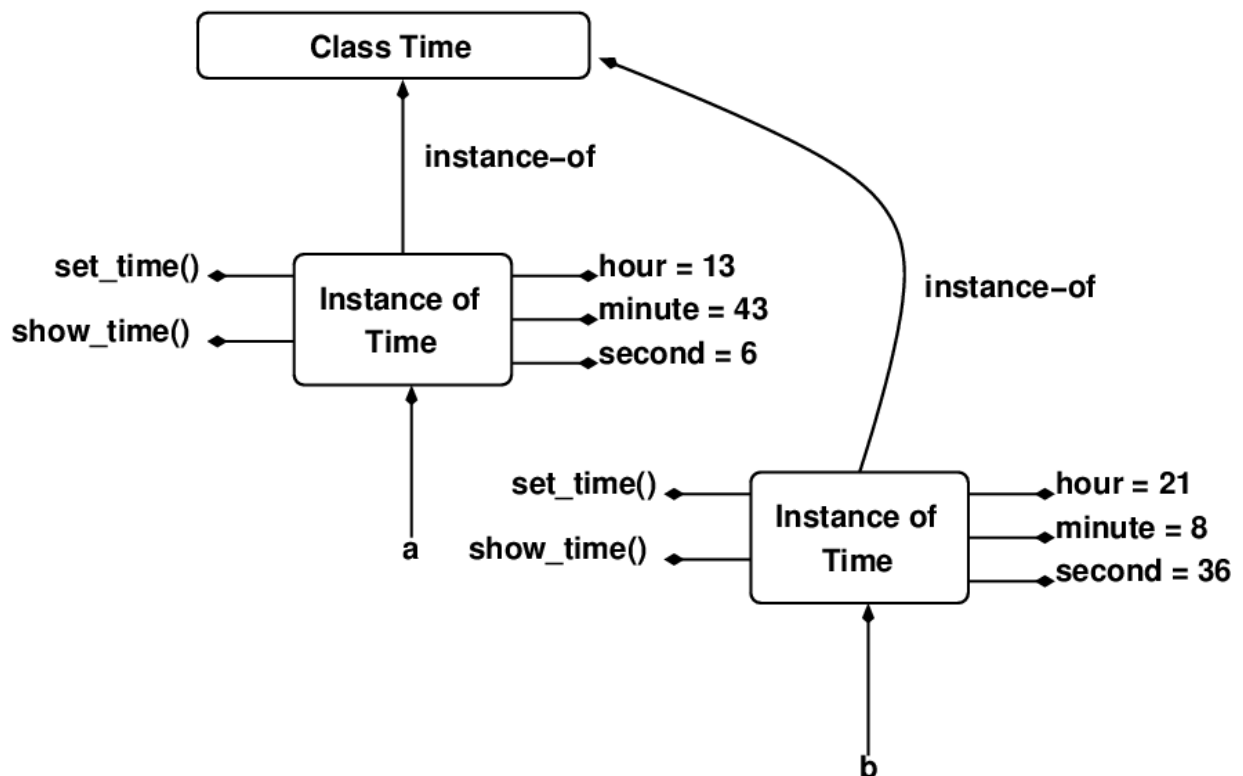 Class Time
instance–of
set_time()
show_time()
Instance of
Time
hour = 13
minute = 43
second = 6
a
instance–of
set_time()
show_time()
Instance of
Time
hour = 21
minute = 8
second = 36
b